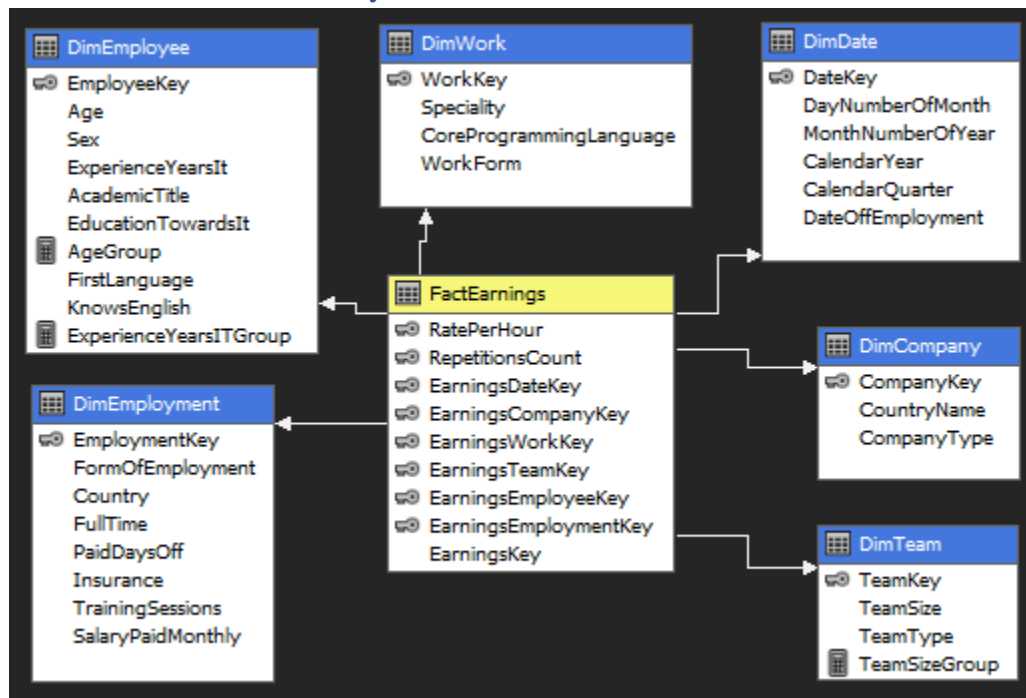 DimEmployee
EmployeeKey
Age
Sex
ExperienceYearsIt
AcademicTitle
EducationTowardsIt
AgeGroup
FirstLanguage
KnowsEnglish
ExperienceYearsITGroup
DimWork
WorkKey
Speciality
CoreProgrammingLanguage
WorkForm
DimDate
DateKey
DayNumberOfMonth
MonthNumberOfYear
CalendarYear
CalendarQuarter
DateOffEmployment
FactEarnings
RatePerHour
RepetitionsCount
EarningsDateKey
EarningsCompanyKey
EarningsWorkKey
EarningsTeamKey
EarningsEmployeeKey
EarningsEmploymentKey
EarningsKey
DimCompany
CompanyKey
CountryName
CompanyType
DimEmployment
EmploymentKey
FormOfEmployment
Country
FullTime
PaidDaysOff
Insurance
TrainingSessions
SalaryPaidMonthly
DimTeam
TeamKey
TeamSize
TeamType
TeamSizeGroup